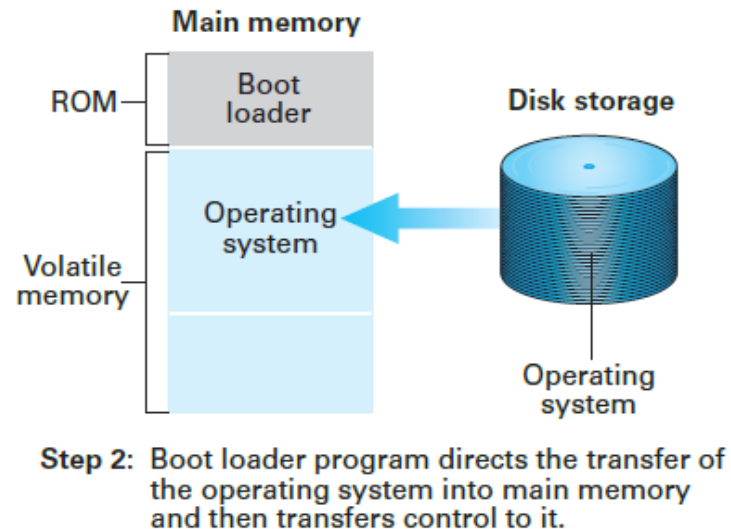 Main memory
ROM
Boot
loader
Disk storage
Operating
system
Volatile
memory
Operating
system
Step 2: Boot loader program directs the transfer of
the operating system into main memory
and then transfers control to it.